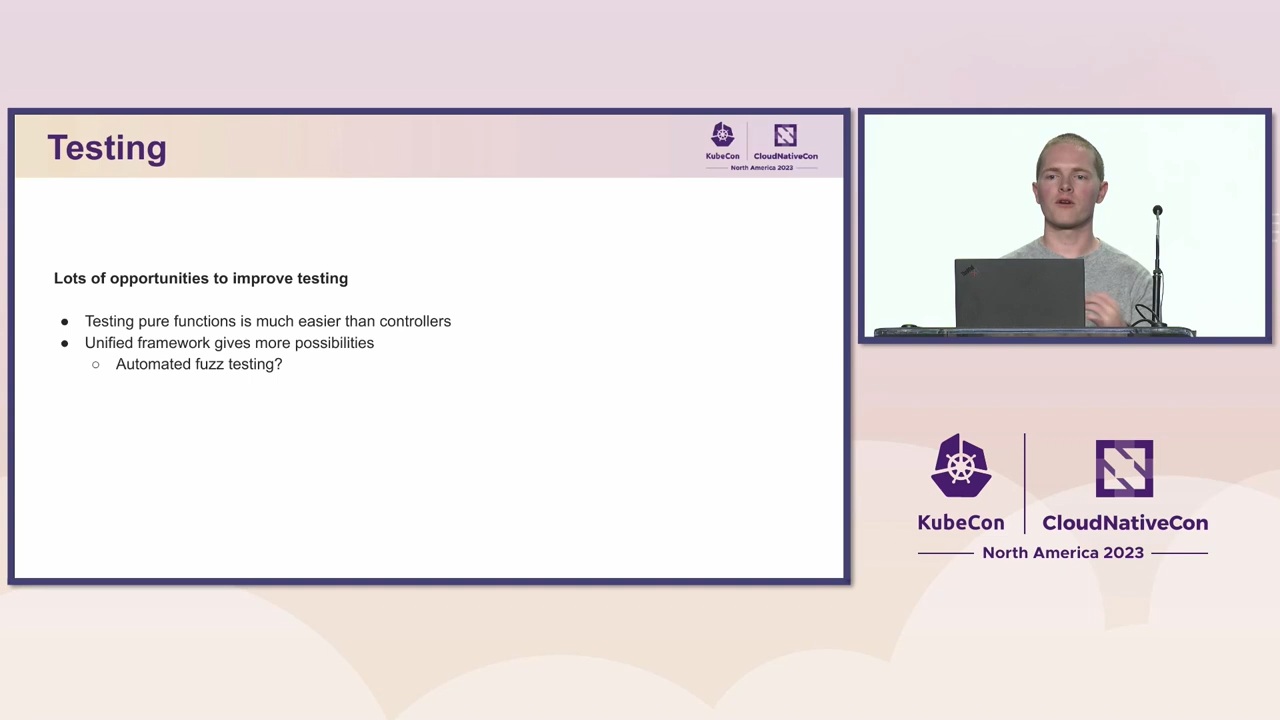 Testing
KubeCon
CloudNativeCon
North America 2023
Lots of opportunities to improve testing
● Testing pure functions is much easier than controllers
● Unified framework gives more possibilities
○ Automated fuzz testing?
KubeCon
CloudNativeCon
North America 2023